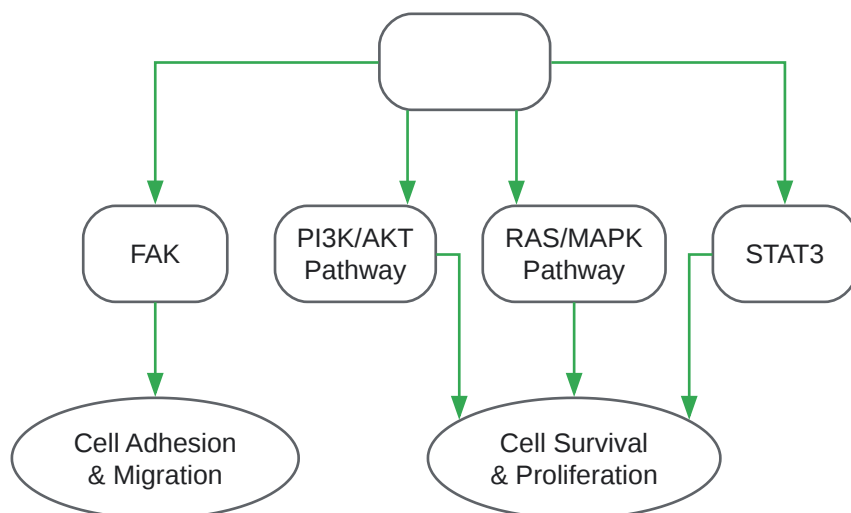 FAK
PI3K/AKT
Pathway
RAS/MAPK
Pathway
STAT3
Cell Adhesion
& Migration
Cell Survival
& Proliferation